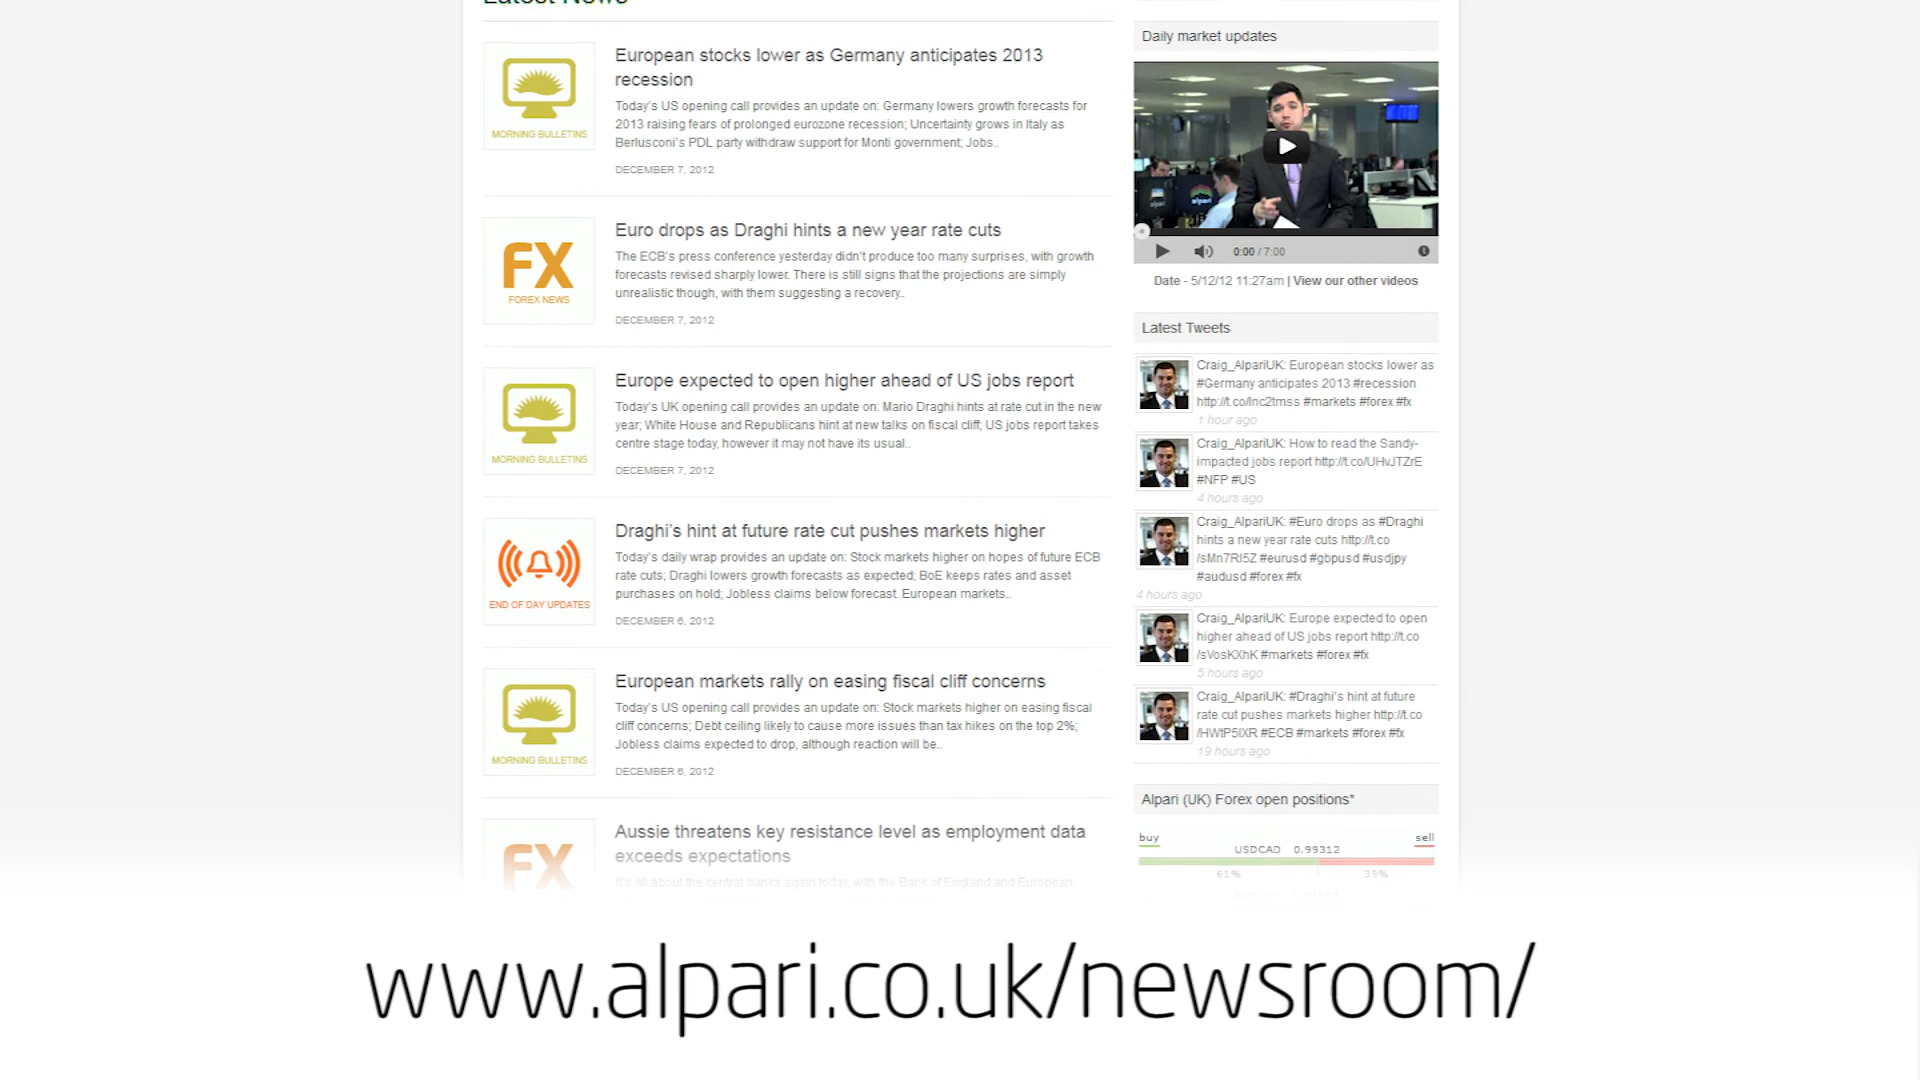 Latest News
European stocks lower as Germany anticipates 2013
recession
Today's US opening call provides an update on: Germany lowers growth forecasts for
2013 raising fears of prolonged eurozone recession; Uncertainty grows in Italy as
Berlusconi's PDL party withdraw support for Monti government; Jobs..
MORNING BULLETINS
DECEMBER 7, 2012
Euro drops as Draghi hints a new year rate cuts
The ECB's press conference yesterday didn't produce too many surprises, with growth
forecasts revised sharply lower. There is still signs that the projections are simply
unrealistic though, with them suggesting a recovery..
FX
FOREX NEWS
DECEMBER 7, 2012
Europe expected to open higher ahead of US jobs report
Today's UK opening call provides an update on: Mario Draghi hints at rate cut in the new
year; White House and Republicans hint at new talks on fiscal cliff; US jobs report takes
centre stage today, however it may not have its usual..
MORNING BULLETINS
DECEMBER 7, 2012
Draghi's hint at future rate cut pushes markets higher
Today's daily wrap provides an update on: Stock markets higher on hopes of future ECB
rate cuts; Draghi lowers growth forecasts as expected; BoE keeps rates and asset
purchases on hold; Jobless claims below forecast. European markets..
END OF DAY UPDATES
DECEMBER 6, 2012
European markets rally on easing fiscal cliff concerns
Today's US opening call provides an update on: Stock markets higher on easing fiscal
cliff concerns; Debt ceiling likely to cause more issues than tax hikes on the top 2%;
Jobless claims expected to drop, although reaction will be..
MORNING BULLETINS
DECEMBER 6, 2012
Aussie threatens key resistance level as employment data
exceeds expectations
It's all about the central banks again today, with the Bank of England and European
FX
Daily market updates
alpari
alpari
0:00 / 7:00
Date - 5/12/12 11:27am | View our other videos
Latest Tweets
Craig_AlpariUK: European stocks lower as
#Germany anticipates 2013 #recession
http://t.co/Inc2tmss #markets #forex #fx
1 hour ago
Craig_AlpariUK: How to read the Sandy-
impacted jobs report http://t.co/UHvJTZrE
#NFP #US
4 hours ago
Craig_AlpariUK: #Euro drops as #Draghi
hints a new year rate cuts http://t.co
/sMn7RI5Z #eurusd #gbpusd #usdjpy
#audusd #forex #fx
4 hours ago
Craig_AlpariUK: Europe expected to open
higher ahead of US jobs report http://t.co
/sVosKXhK #markets #forex #fx
5 hours ago
Craig_AlpariUK: #Draghi's hint at future
rate cut pushes markets higher http://t.co
/HWtP5IXR #ECB #markets #forex #fx
19 hours ago
Alpari (UK) Forex open positions*
buy sell
USDCAD 0.99312
61% 39%
www.alpari.co.uk/newsroom/